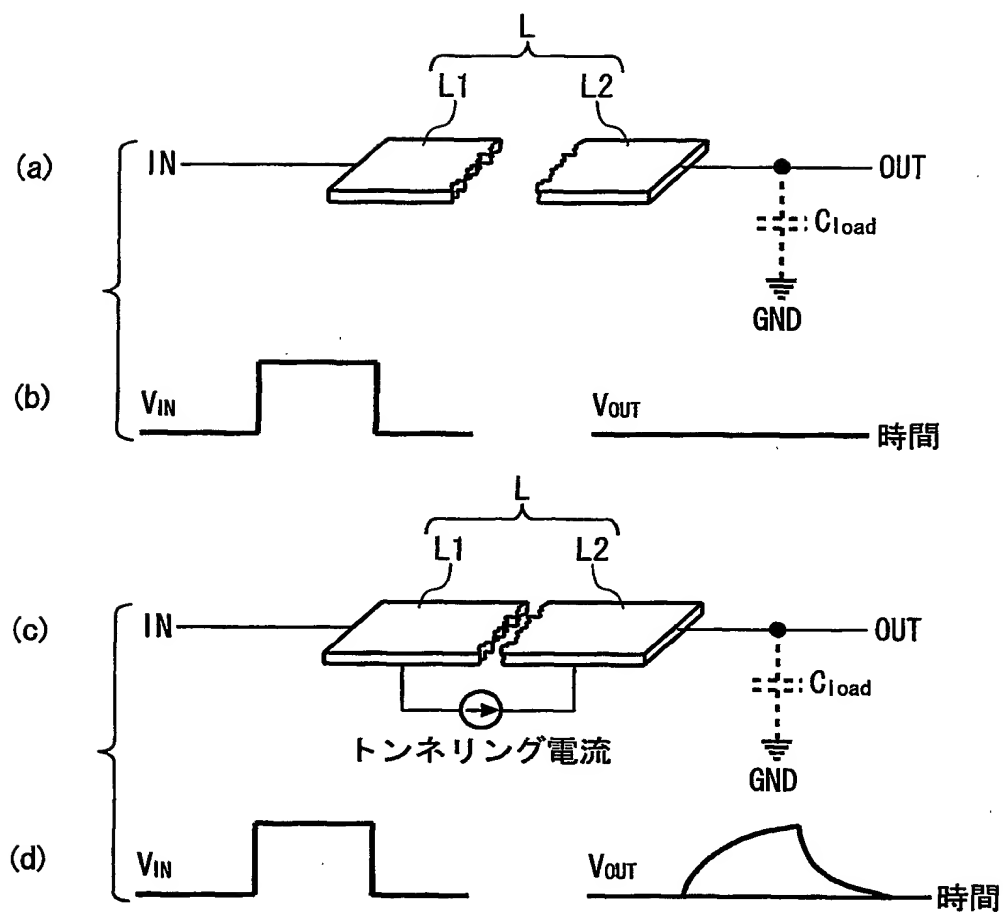 L
L1 L2
(a) IN OUT
Cload
GND
(b) VIN VOUT 時間
L
L1 L2
(c) IN OUT
Cload
トンネリング電流
GND
(d) VIN VOUT 時間